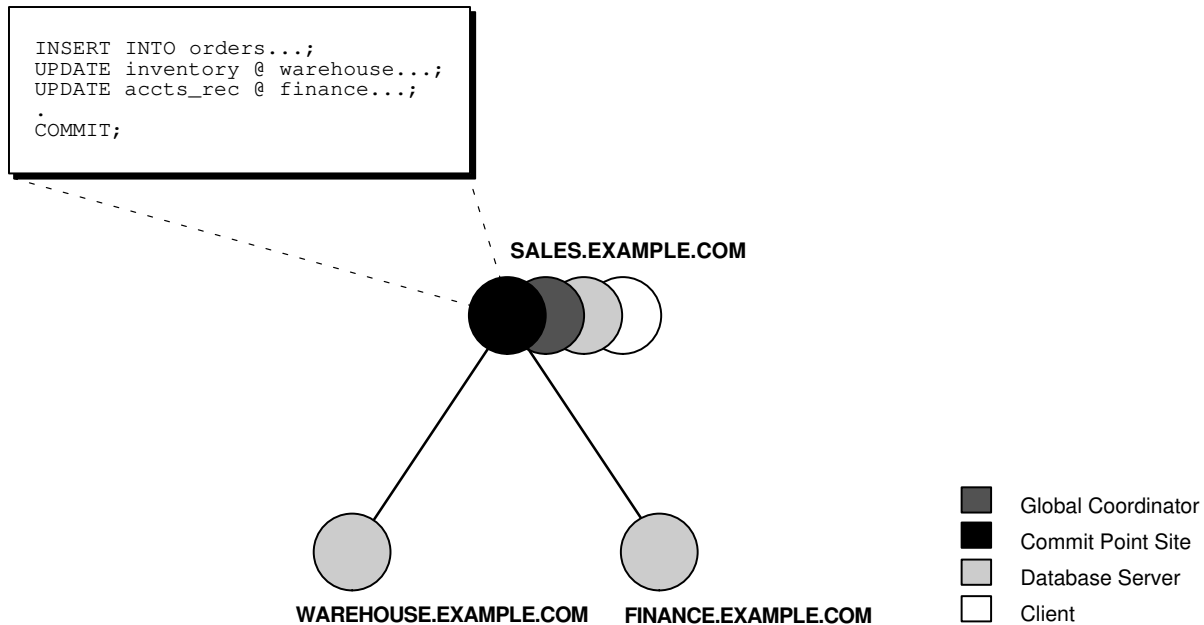 INSERT INTO orders...;
UPDATE inventory @ warehouse...;
UPDATE accts_rec @ finance...;
.
COMMIT;
SALES.EXAMPLE.COM
WAREHOUSE.EXAMPLE.COM
FINANCE.EXAMPLE.COM
Global Coordinator
Commit Point Site
Database Server
Client